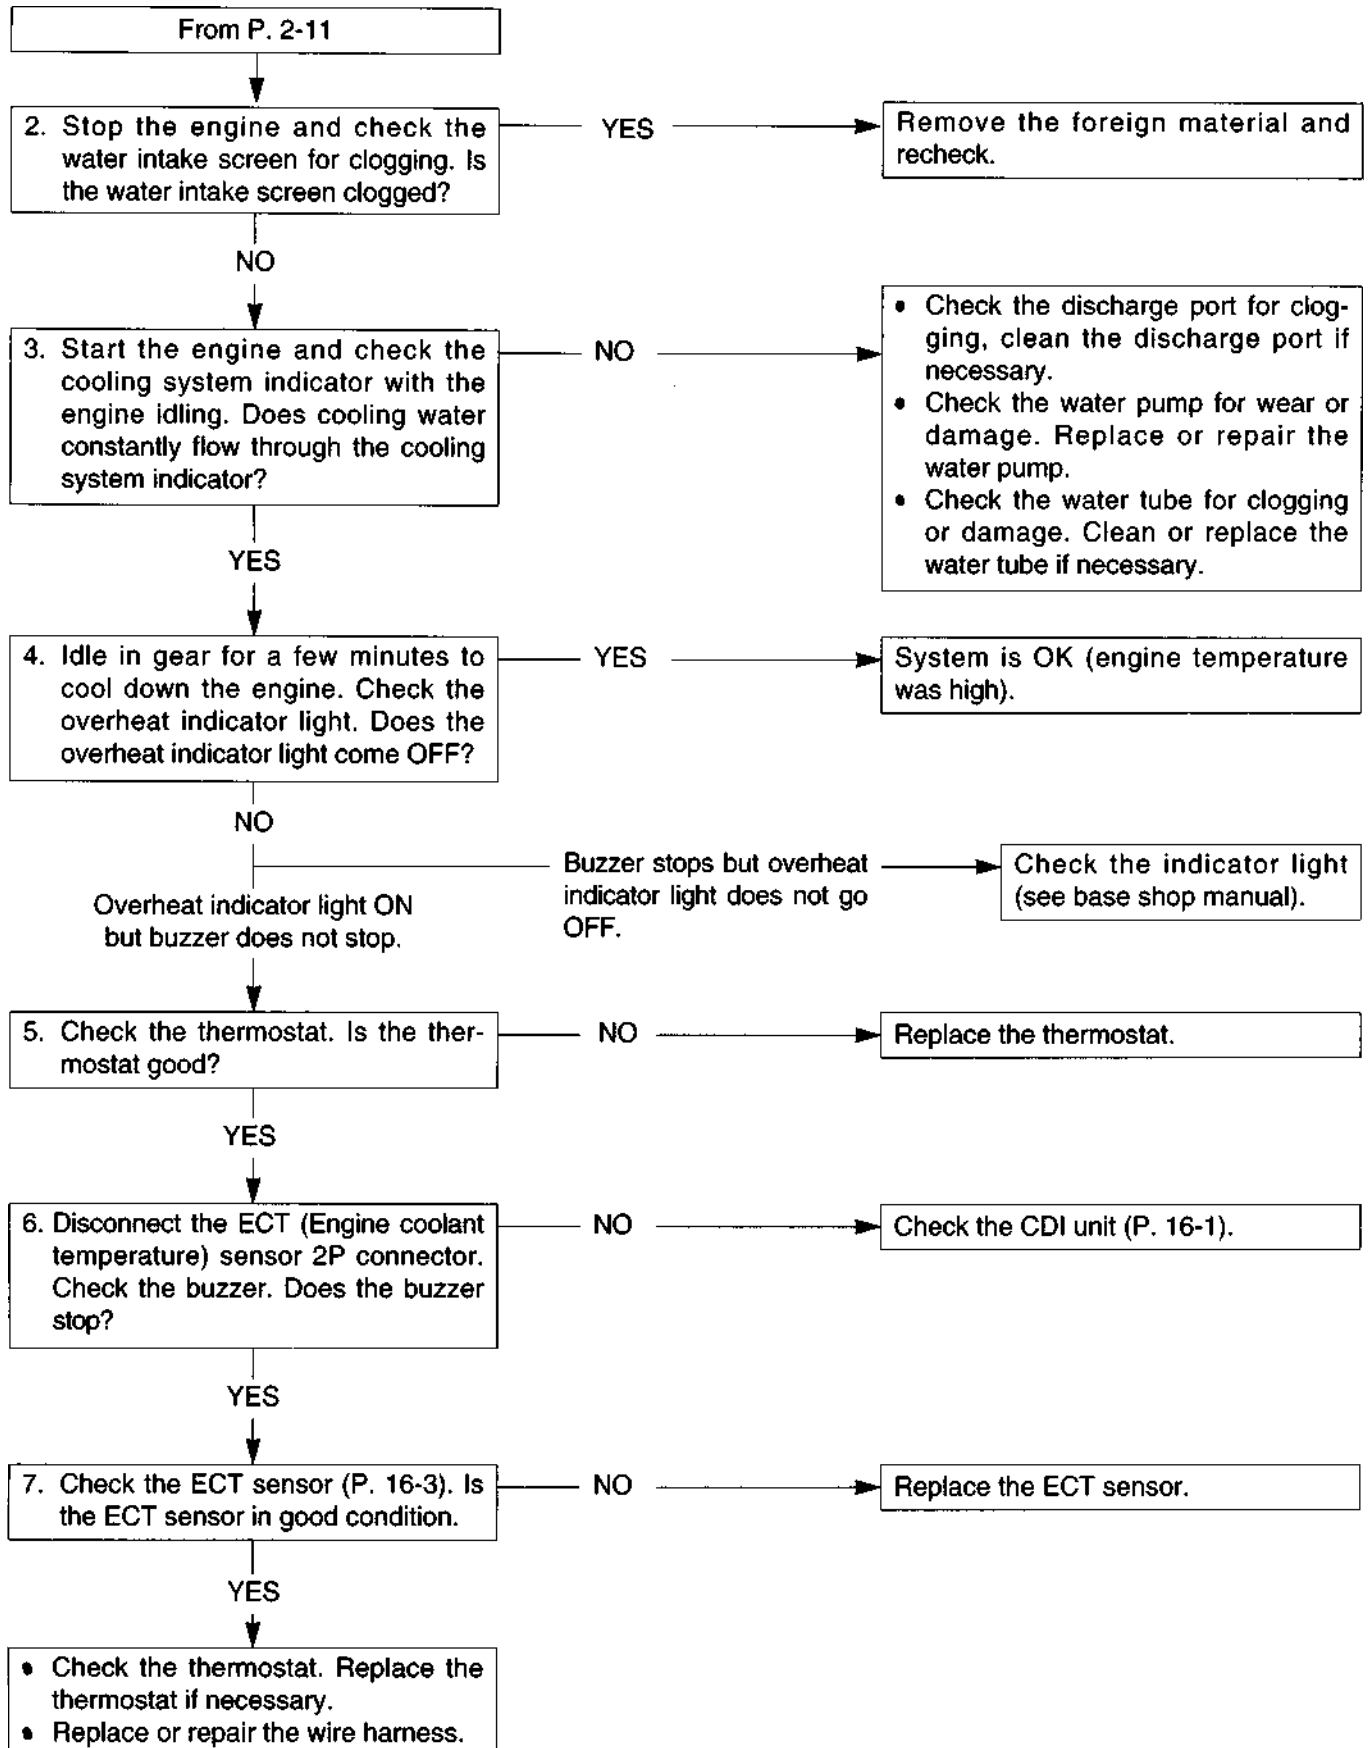 From P. 2-11
2. Stop the engine and check the
water intake screen for clogging. Is
the water intake screen clogged?
YES
Remove the foreign material and
recheck.
NO
3. Start the engine and check the
cooling system indicator with the
engine idling. Does cooling water
constantly flow through the cooling
system indicator?
NO
• Check the discharge port for clog-
ging, clean the discharge port if
necessary.
• Check the water pump for wear or
damage. Replace or repair the
water pump.
• Check the water tube for clogging
or damage. Clean or replace the
water tube if necessary.
YES
4. Idle in gear for a few minutes to
cool down the engine. Check the
overheat indicator light. Does the
overheat indicator light come OFF?
YES
System is OK (engine temperature
was high).
NO
Buzzer stops but overheat
indicator light does not go
OFF.
Check the indicator light
(see base shop manual).
Overheat indicator light ON
but buzzer does not stop.
5. Check the thermostat. Is the ther-
mostat good?
NO
Replace the thermostat.
YES
6. Disconnect the ECT (Engine coolant
temperature) sensor 2P connector.
Check the buzzer. Does the buzzer
stop?
NO
Check the CDI unit (P. 16-1).
YES
7. Check the ECT sensor (P. 16-3). Is
the ECT sensor in good condition.
NO
Replace the ECT sensor.
YES
• Check the thermostat. Replace the
thermostat if necessary.
• Replace or repair the wire harness.